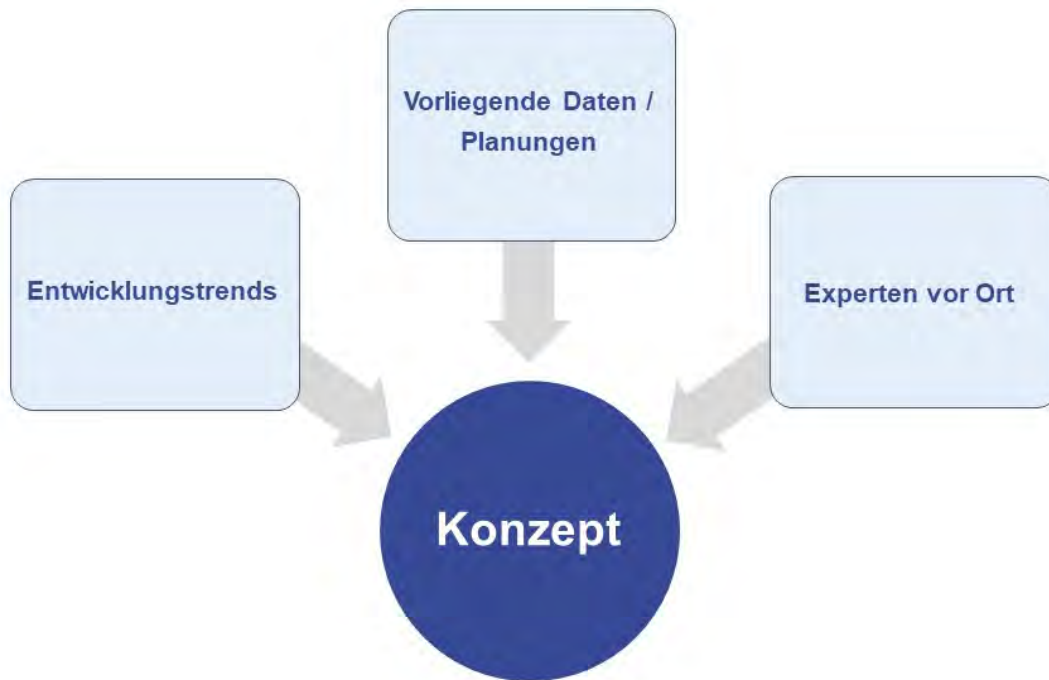 Vorliegende Daten /
Planungen
Entwicklungstrends
Experten vor Ort
Konzept